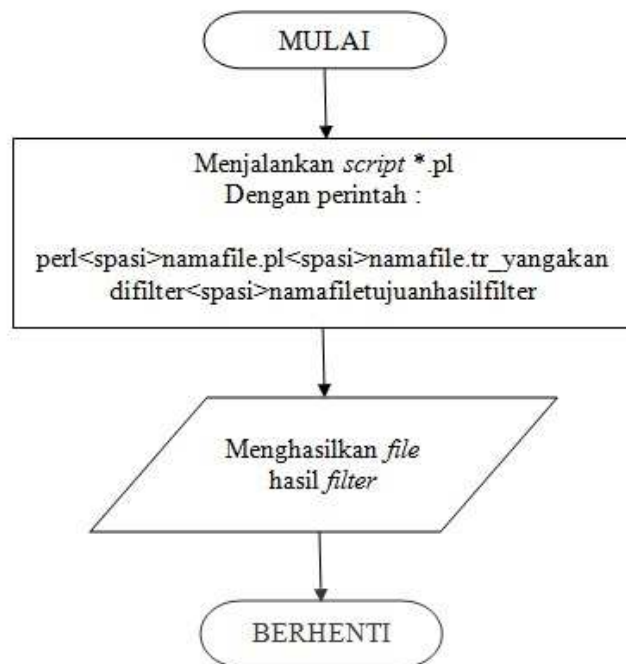 MULAI
Menjalankan script *.pl
Dengan perintah :
perl<spasi>namafile.pl<spasi>namafile.tr_yangakan
difilter<spasi>namafiletujuanhasilfilter
Menghasilkan file
hasil filter
BERHENTI